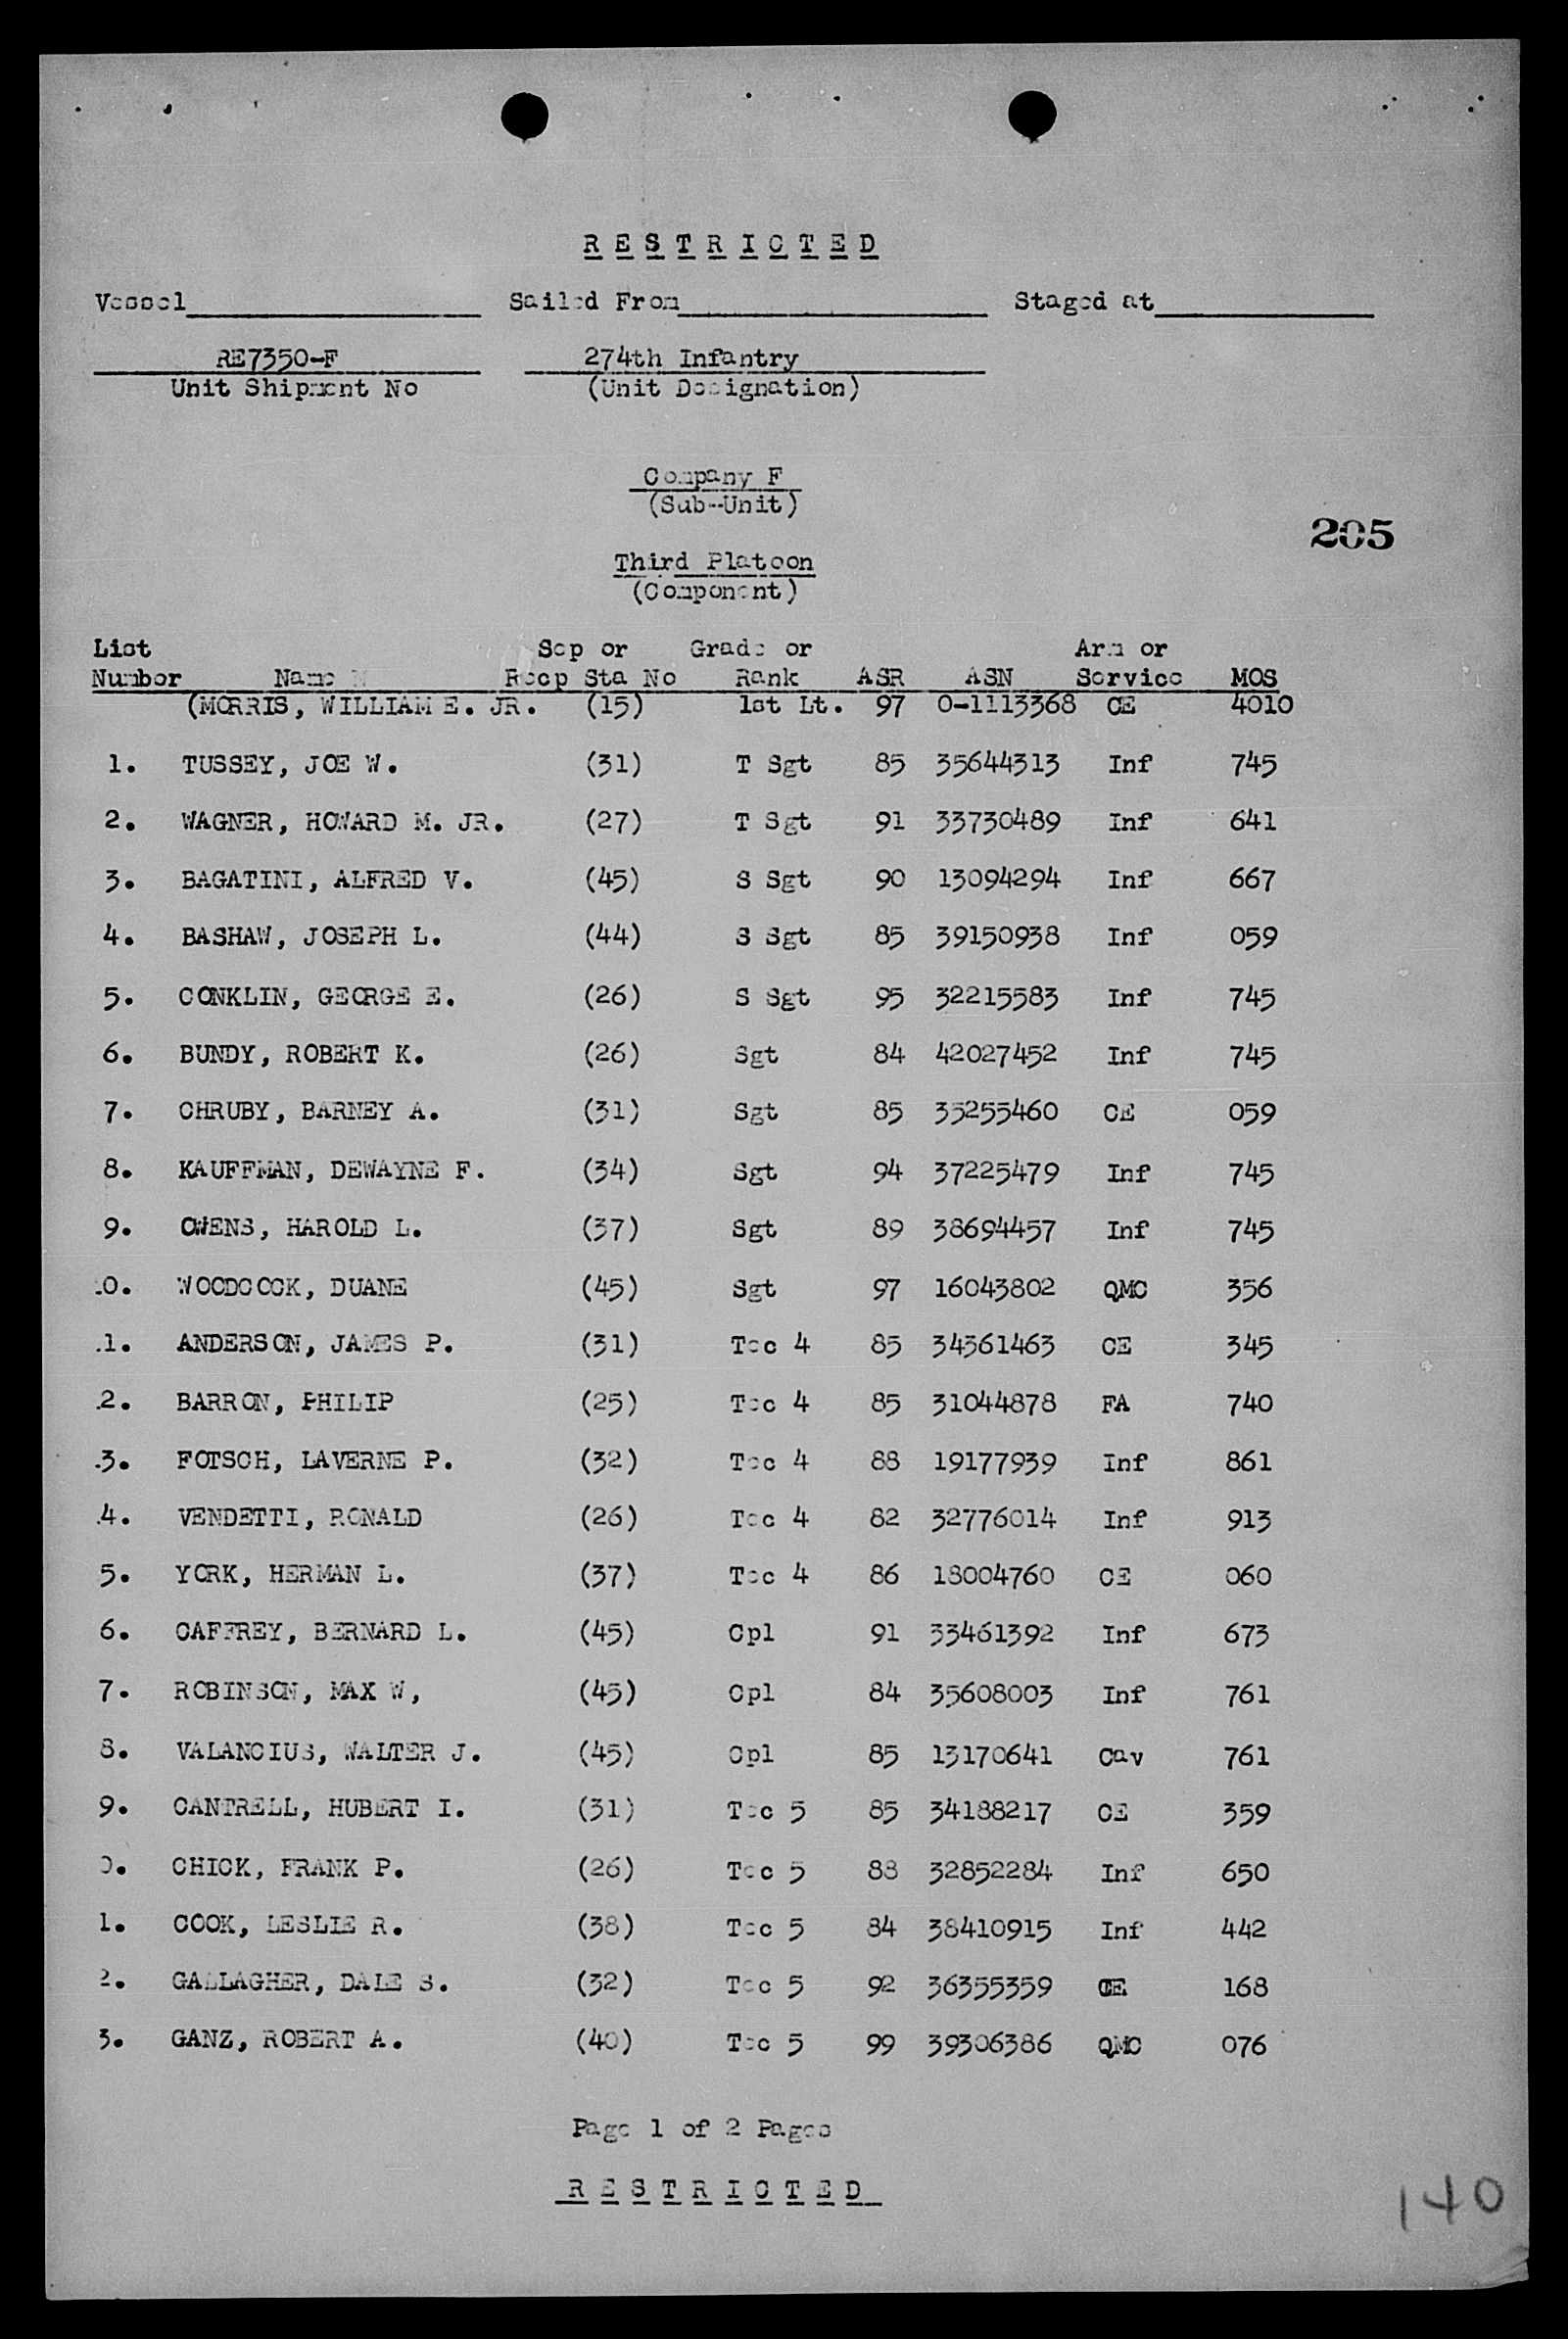 RESTRICTED
Vessel Sailed From Staged at
RE7350-F 274th Infantry
Unit Shipment No (Unit Designation)
Company F
(Sub-Unit)
205
Third Platoon
(Component)
List Sep or Grade or Arm or
Number Name Recp Sta No Rank ASR ASN Service MOS
(MORRIS, WILLIAM E. JR. (15) 1st Lt. 97 O-1113368 CE 4010
1. TUSSEY, JOE W. (31) T Sgt 85 35644313 Inf 745
2. WAGNER, HOWARD M. JR. (27) T Sgt 91 33730489 Inf 641
3. BAGATINI, ALFRED V. (45) S Sgt 90 13094294 Inf 667
4. BASHAW, JOSEPH L. (44) S Sgt 85 39150938 Inf 059
5. CONKLIN, GEORGE E. (26) S Sgt 95 32215583 Inf 745
6. BUNDY, ROBERT K. (26) Sgt 84 42027452 Inf 745
7. CHRUBY, BARNEY A. (31) Sgt 85 35255460 CE 059
8. KAUFFMAN, DEWAYNE F. (34) Sgt 94 37225479 Inf 745
9. OWENS, HAROLD L. (37) Sgt 89 38694457 Inf 745
0. WOODCOCK, DUANE (45) Sgt 97 16043802 QMC 356
1. ANDERSON, JAMES P. (31) Tec 4 85 34361463 CE 345
2. BARRON, PHILIP (25) Tec 4 85 31044878 FA 740
3. FOTSCH, LAVERNE P. (32) Tec 4 88 19177939 Inf 861
4. VENDETTI, RONALD (26) Tec 4 82 32776014 Inf 913
5. YORK, HERMAN L. (37) Tec 4 86 18004760 CE 060
6. CAFFREY, BERNARD L. (45) Cpl 91 33461392 Inf 673
7. ROBINSON, MAX W, (45) Cpl 84 35608003 Inf 761
8. VALANCIUS, WALTER J. (45) Cpl 85 13170641 Cav 761
9. CANTRELL, HUBERT I. (31) Tec 5 85 34188217 CE 359
0. CHICK, FRANK P. (26) Tec 5 88 32852284 Inf 650
1. COOK, LESLIE R. (38) Tec 5 84 38410915 Inf 442
2. GALLAGHER, DALE S. (32) Tec 5 92 36355359 CE 168
3. GANZ, ROBERT A. (40) Tec 5 99 39306386 QMC 076
Page 1 of 2 Pages
RESTRICTED
140